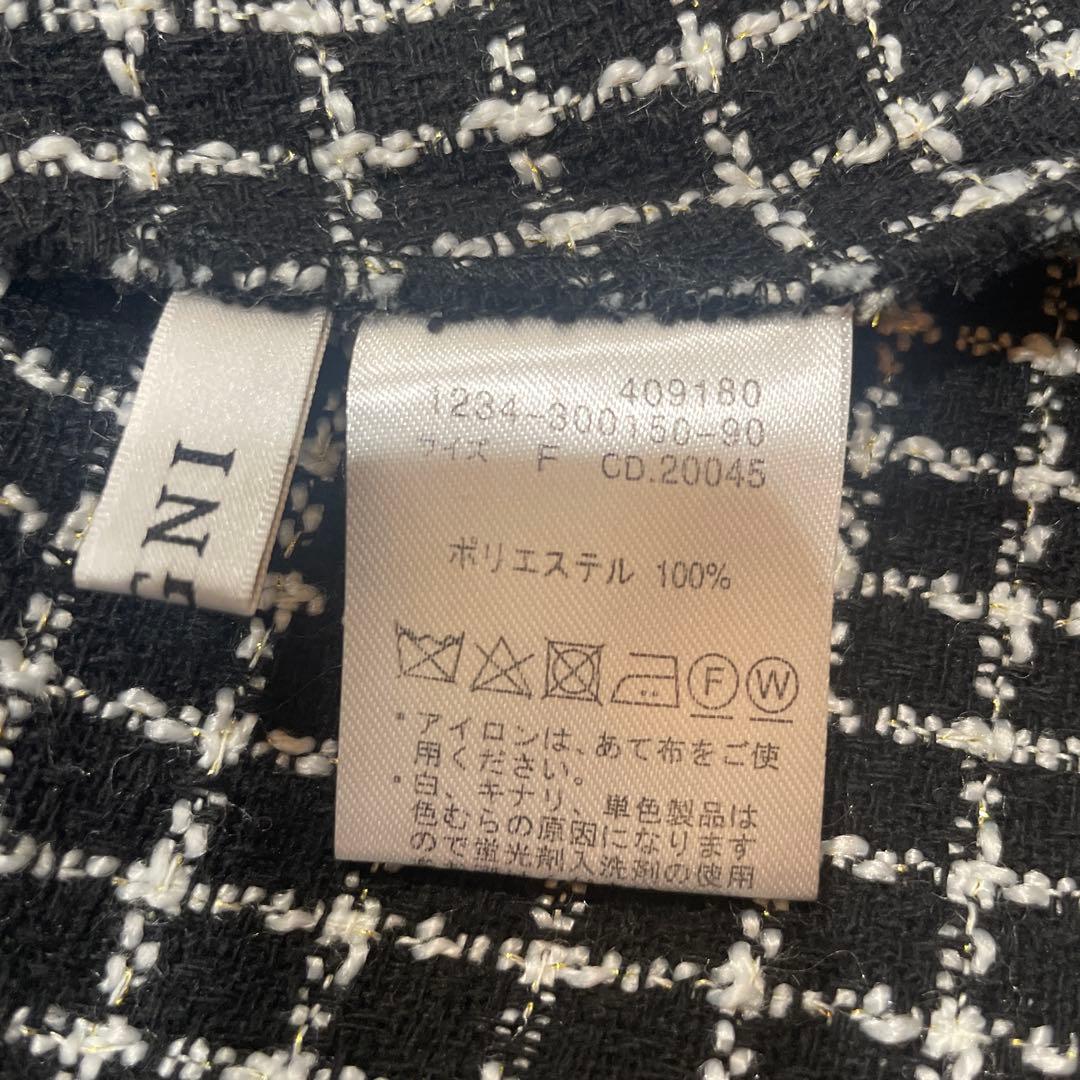 GNI
409180
1234-300150-90
サイズ F CD.20045
ポリエステル 100%
F W
*アイロンは、あて布をご使
用ください。
*白、キナリ、単色製品は
色むらの原因になります
ので蛍光剤入洗剤の使用